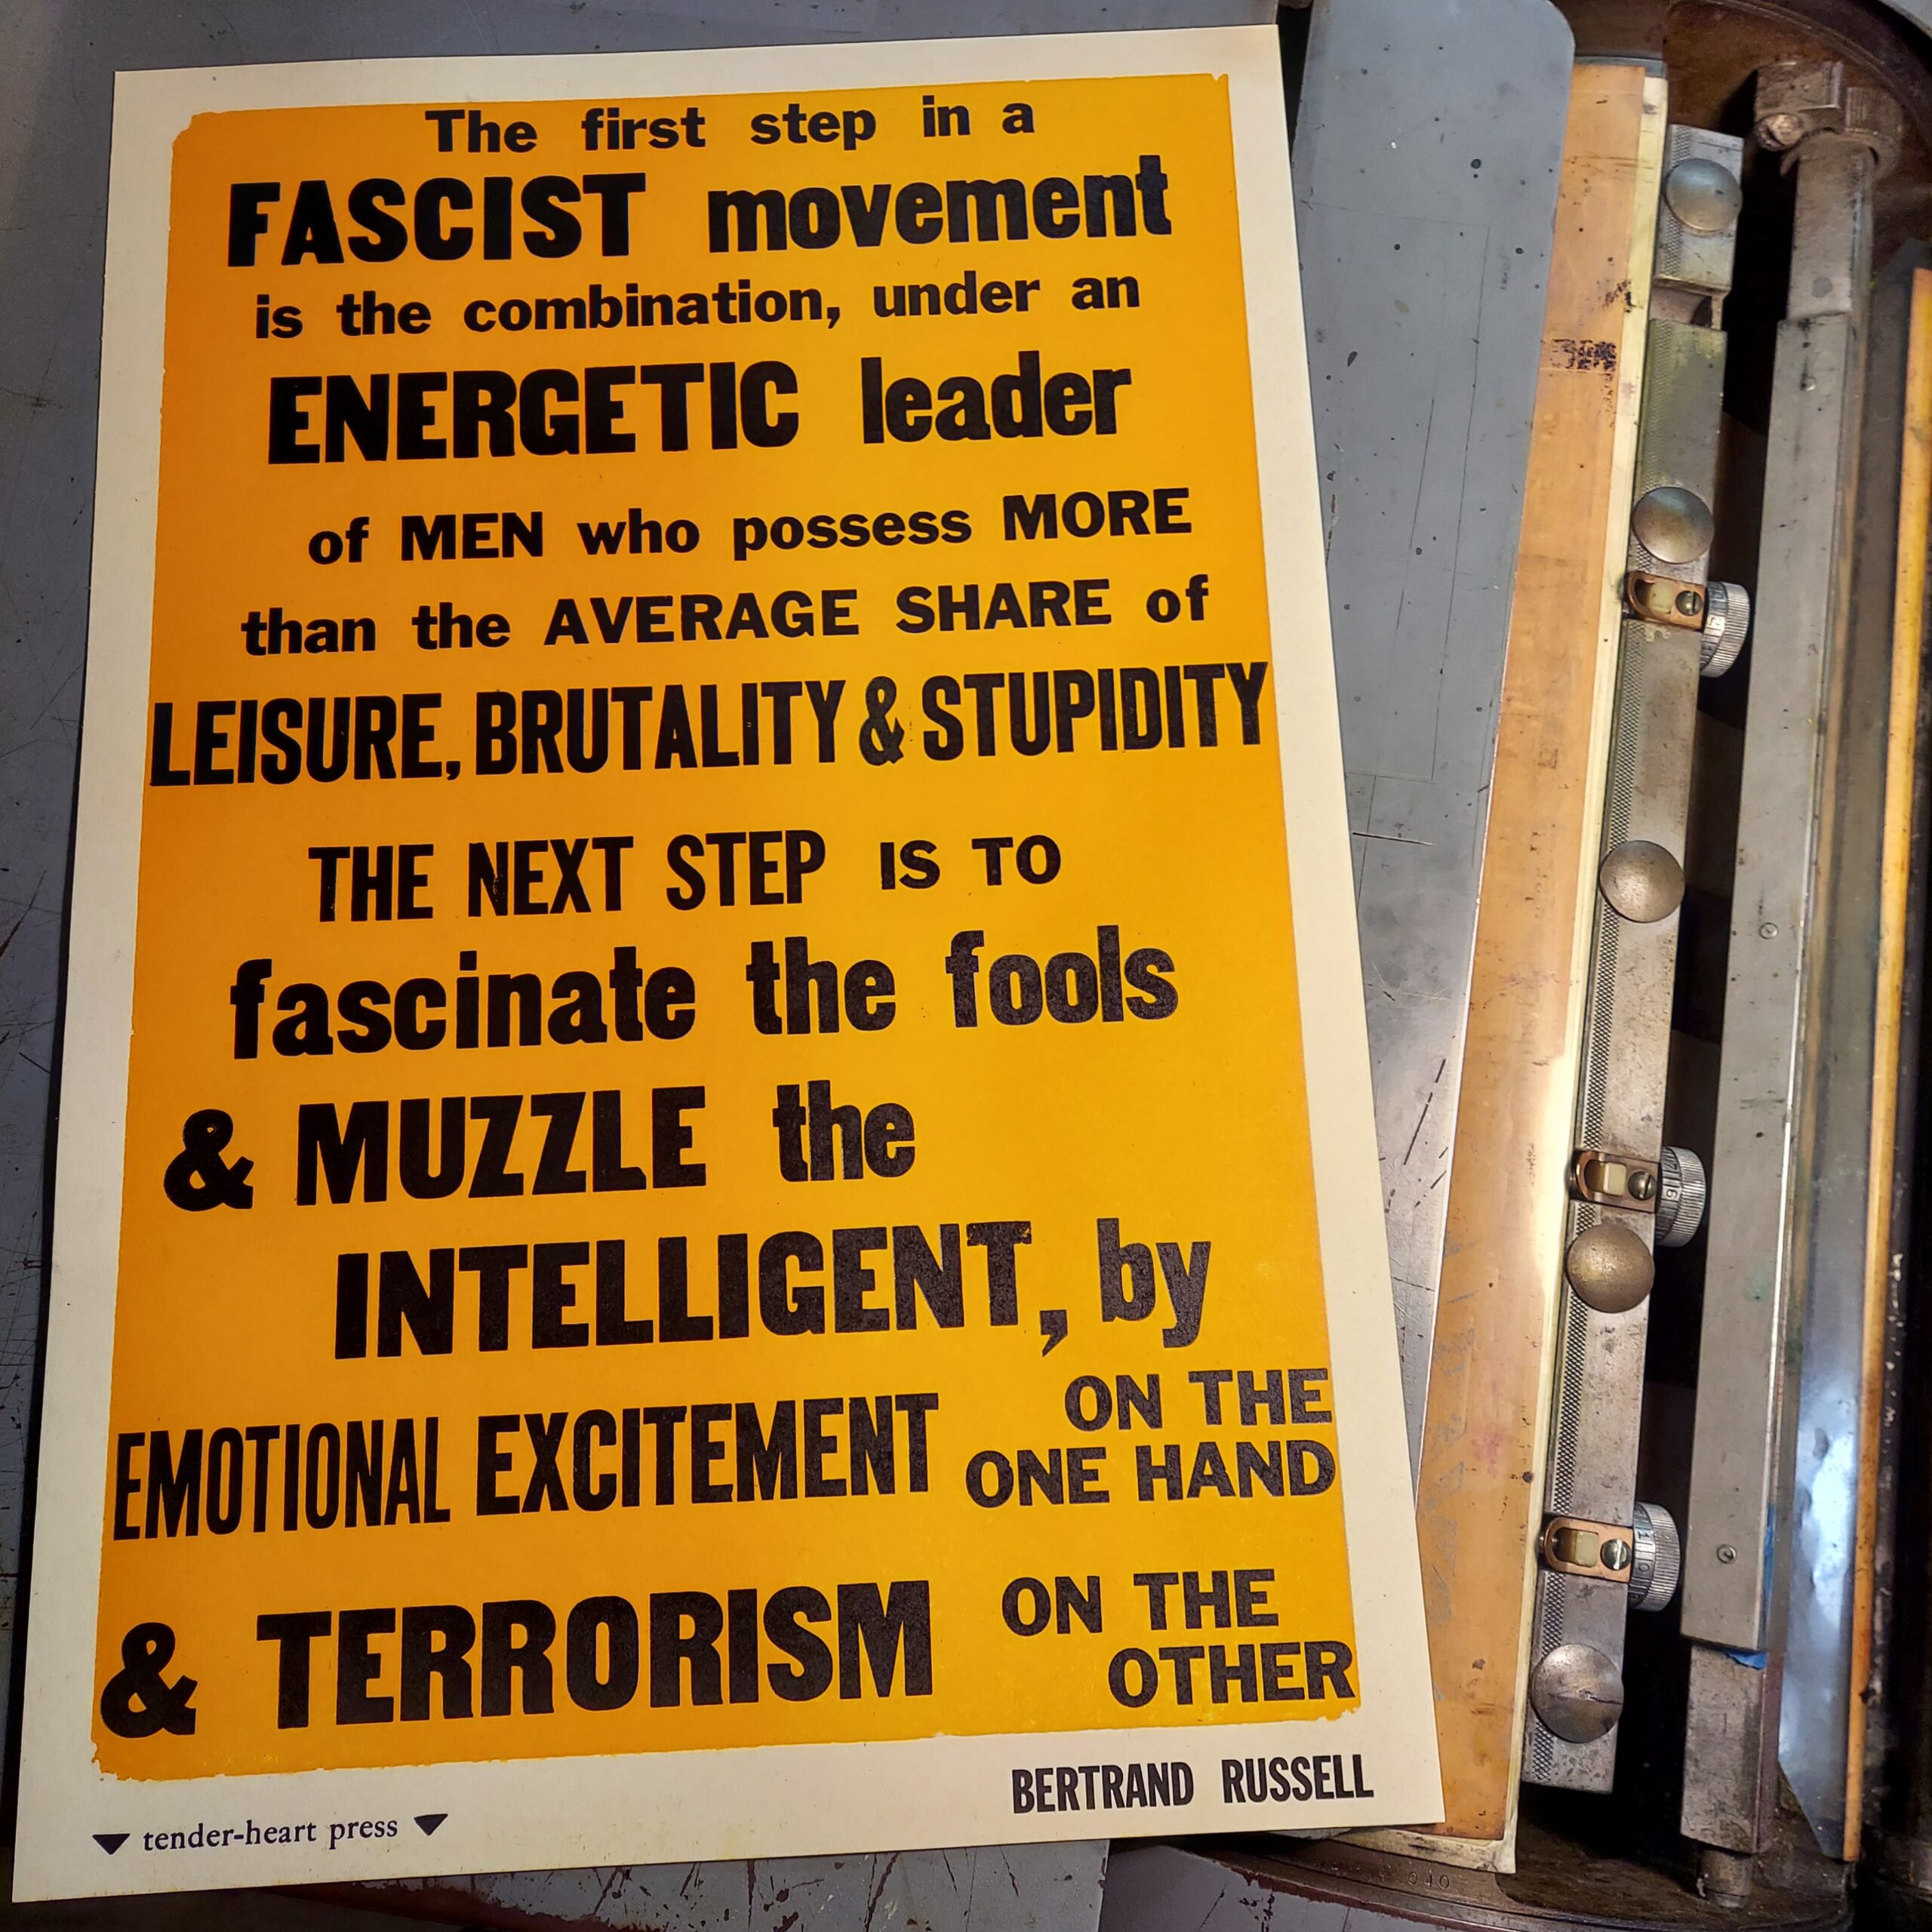 The first step in a
FASCIST movement
is the combination, under an
ENERGETIC leader
of MEN who possess MORE
than the AVERAGE SHARE of
LEISURE, BRUTALITY & STUPIDITY
THE NEXT STEP IS TO
fascinate the fools
& MUZZLE the
INTELLIGENT, by
EMOTIONAL EXCITEMENT ON THE
ONE HAND
& TERRORISM ON THE
OTHER
BERTRAND RUSSELL
tender-heart press